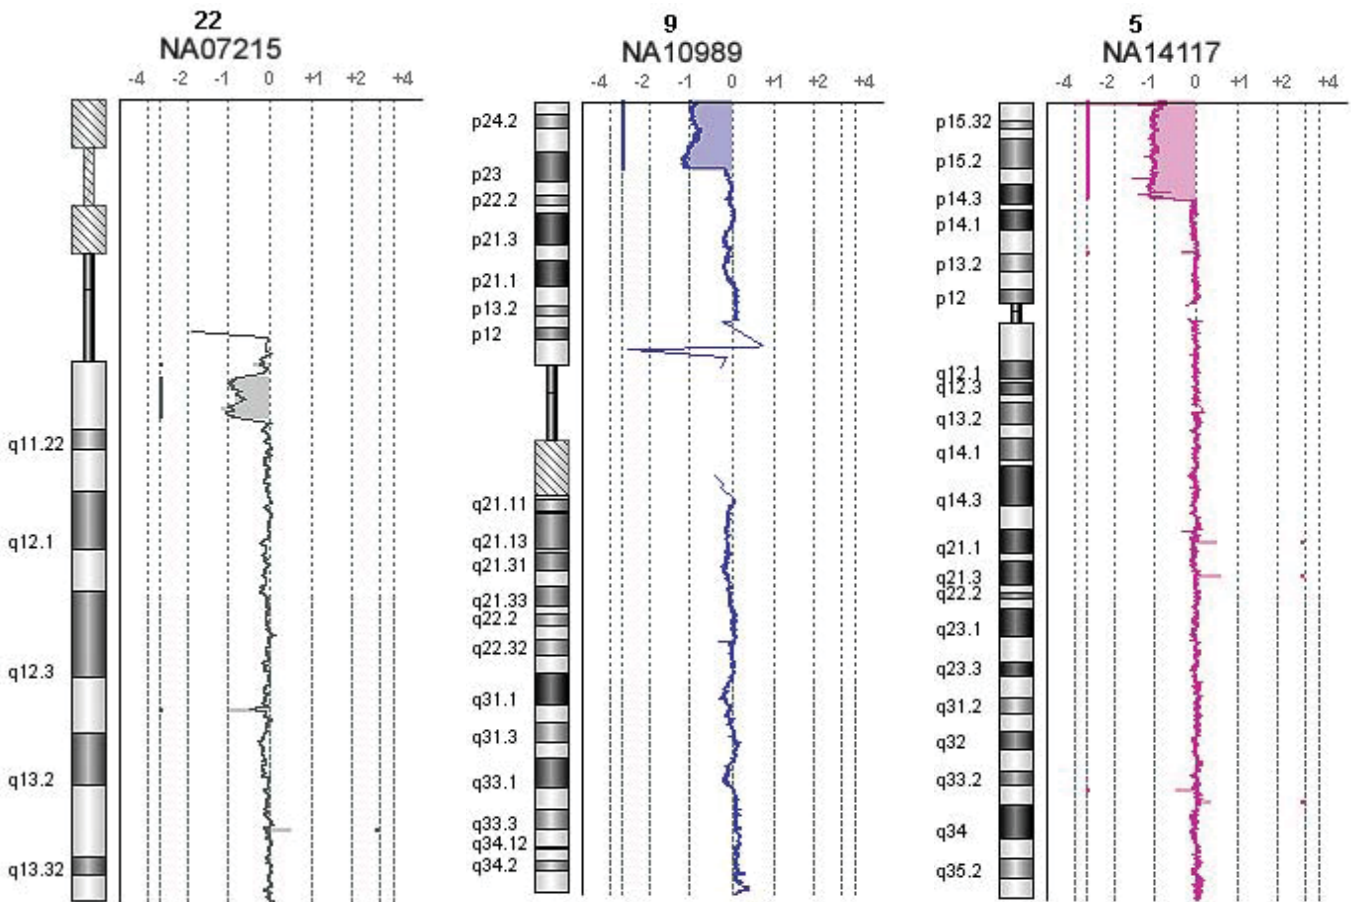 22
NA07215
-4 -2 -1 0 +1 +2 +4
q11.22
q12.1
q12.3
q13.2
q13.32
9
NA10989
-4 -2 -1 0 +1 +2 +4
p24.2
p23
p22.2
p21.3
p21.1
p13.2
p12
q21.11
q21.13
q21.31
q21.33
q22.2
q22.32
q31.1
q31.3
q33.1
q33.3
q34.12
q34.2
5
NA14117
-4 -2 -1 0 +1 +2 +4
p15.32
p15.2
p14.3
p14.1
p13.2
p12
q12.1
q12.3
q13.2
q14.1
q14.3
q21.1
q21.3
q22.2
q23.1
q23.3
q31.2
q32
q33.2
q34
q35.2